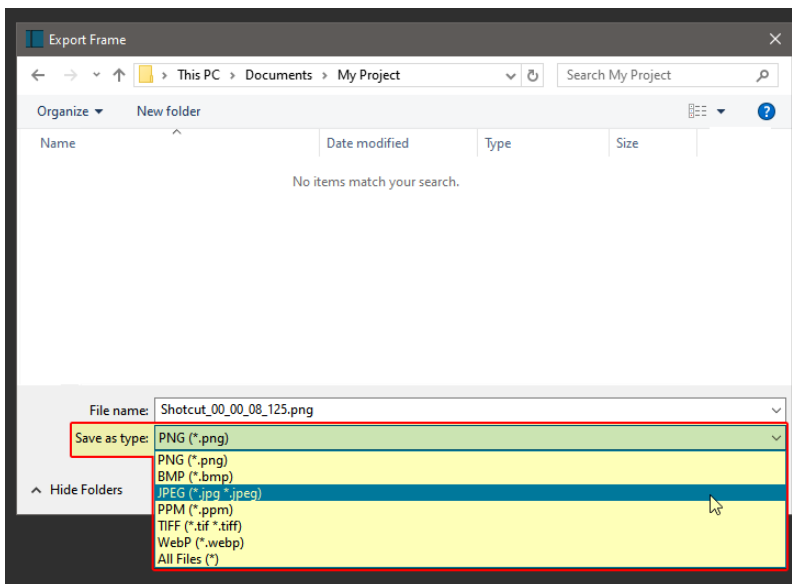 Export Frame
This PC > Documents > My Project
Search My Project
Organize
New folder
Name
Date modified
Type
Size
No items match your search.
File name: Shotcut_00_00_08_125.png
Save as type: PNG (*.png)
PNG (*.png)
BMP (*.bmp)
JPEG (*.jpg *.jpeg)
PPM (*.ppm)
TIFF (*.tif *.tiff)
WebP (*.webp)
All Files (*)
Hide Folders